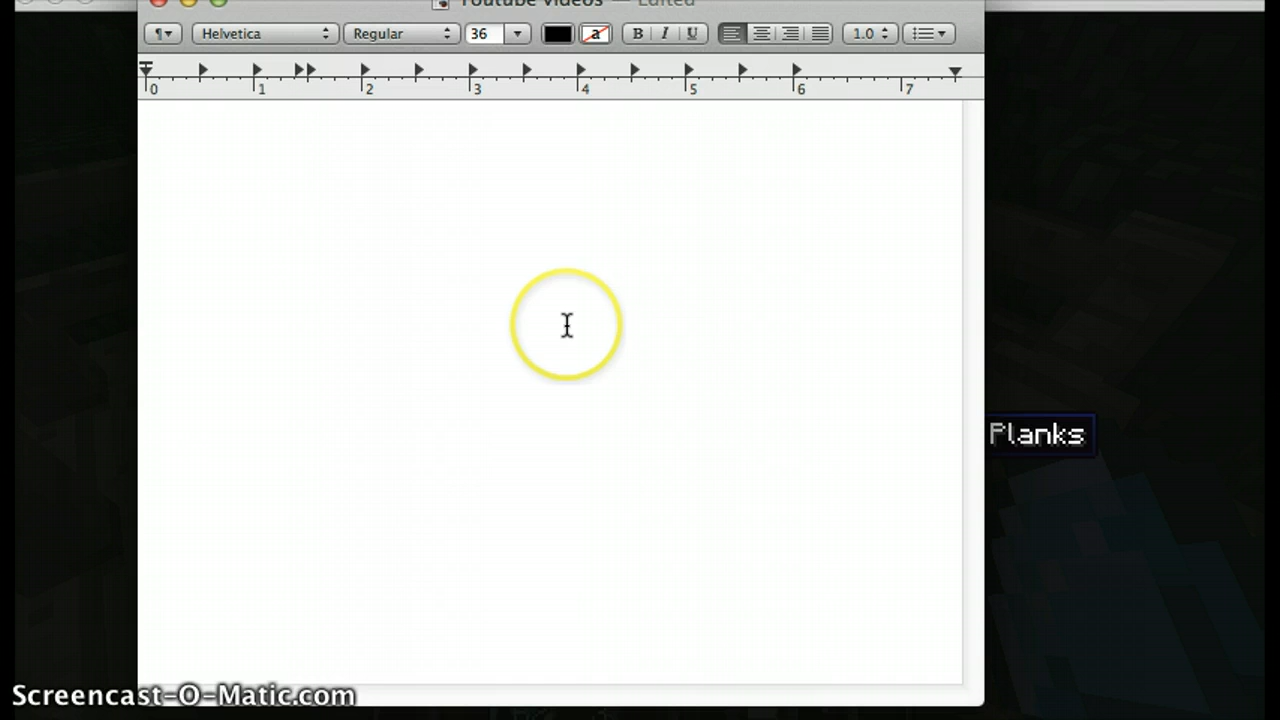 Youtube videos — Edited
¶ Helvetica Regular 36 a B I U 1.0
0 1 2 3 4 5 6 7
Planks
Screencast-O-Matic.com